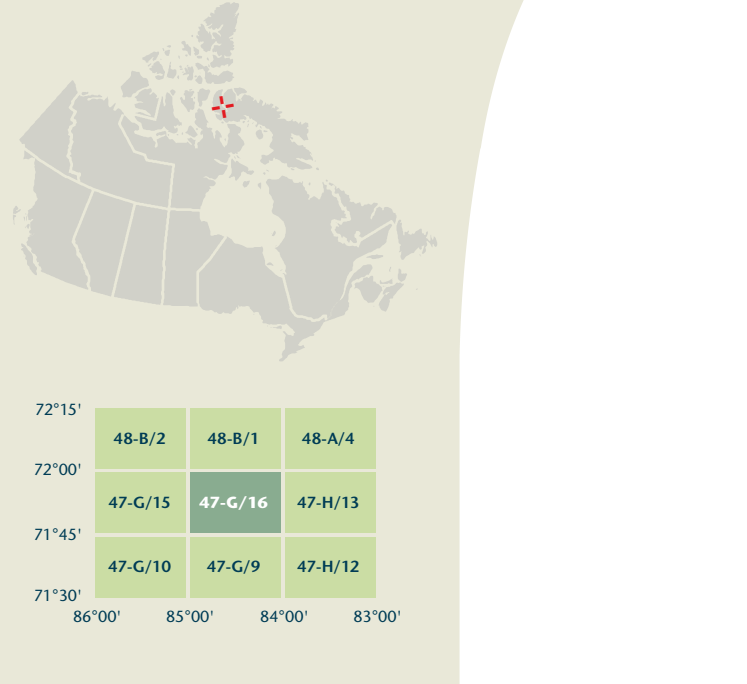 72°15'
48-B/2 48-B/1 48-A/4
72°00'
47-G/15 47-G/16 47-H/13
71°45'
47-G/10 47-G/9 47-H/12
71°30'
86°00' 85°00' 84°00' 83°00'